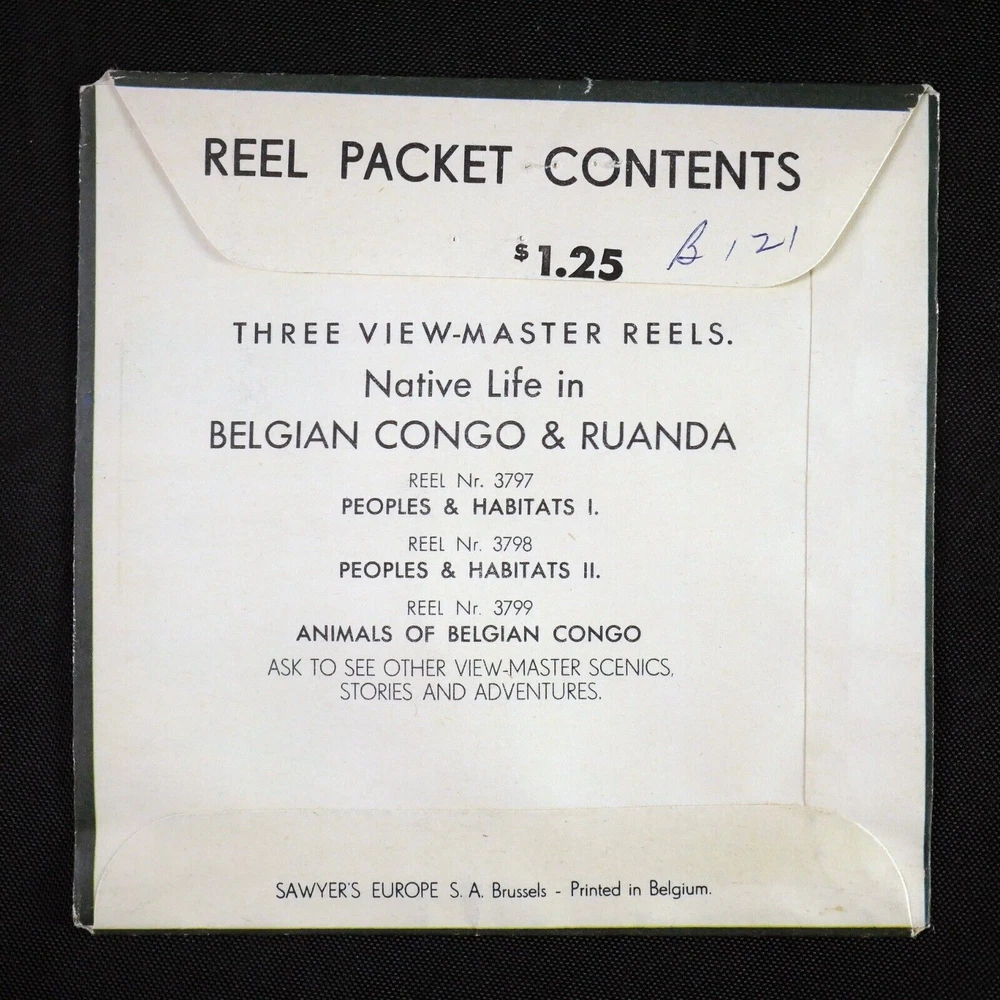 REEL PACKET CONTENTS
$1.25 B 121
THREE VIEW-MASTER REELS.
Native Life in
BELGIAN CONGO & RUANDA
REEL Nr. 3797
PEOPLES & HABITATS I.
REEL Nr. 3798
PEOPLES & HABITATS II.
REEL Nr. 3799
ANIMALS OF BELGIAN CONGO
ASK TO SEE OTHER VIEW-MASTER SCENICS,
STORIES AND ADVENTURES.
SAWYER'S EUROPE S. A. Brussels - Printed in Belgium.